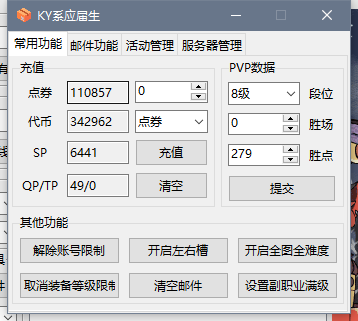 KY系应届生
常用功能 邮件功能 活动管理 服务器管理
充值
点券 110857 0
代币 342962 点券
SP 6441 充值
QP/TP 49/0 清空
PVP数据
8级 段位
0 胜场
279 胜点
提交
其他功能
解除账号限制 开启左右槽 开启全图全难度
取消装备等级限制 清空邮件 设置副职业满级